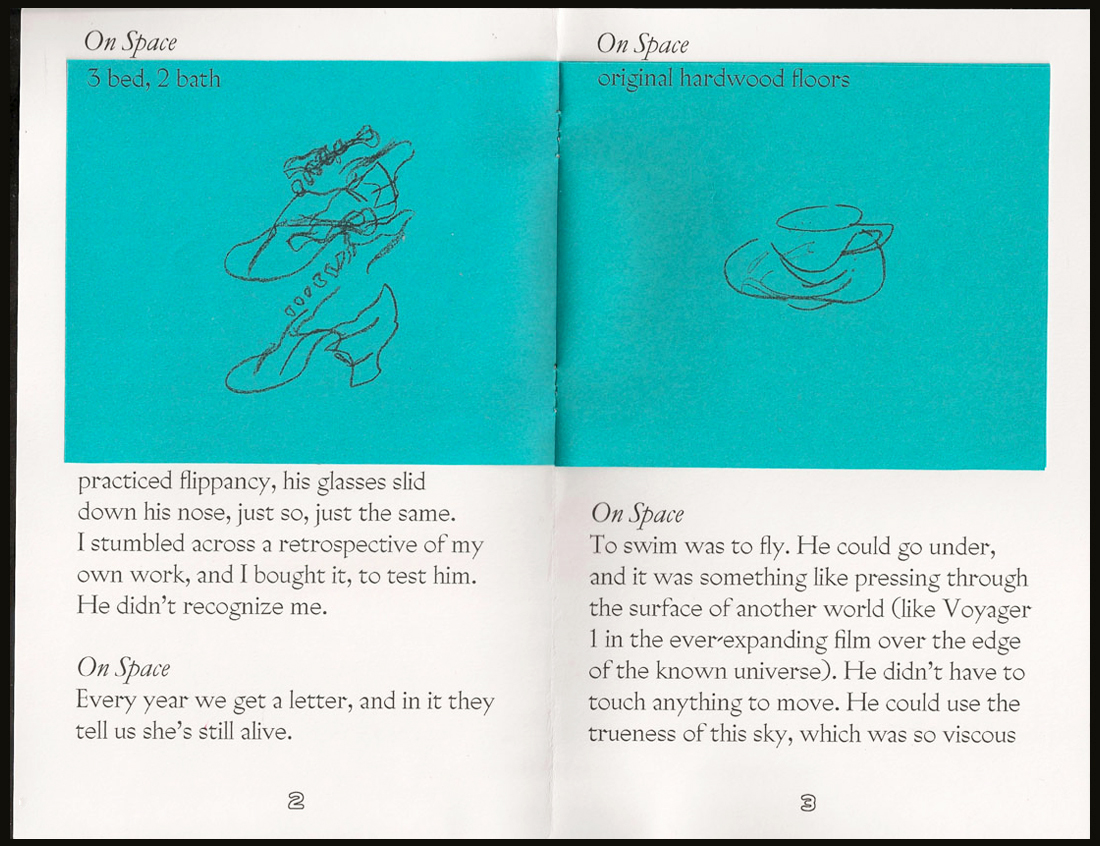 On Space
3 bed, 2 bath
practiced flippancy, his glasses slid
down his nose, just so, just the same.
I stumbled across a retrospective of my
own work, and I bought it, to test him.
He didn't recognize me.
On Space
Every year we get a letter, and in it they
tell us she's still alive.
2
On Space
original hardwood floors
On Space
To swim was to fly. He could go under,
and it was something like pressing through
the surface of another world (like Voyager
1 in the ever-expanding film over the edge
of the known universe). He didn't have to
touch anything to move. He could use the
trueness of this sky, which was so viscous
3